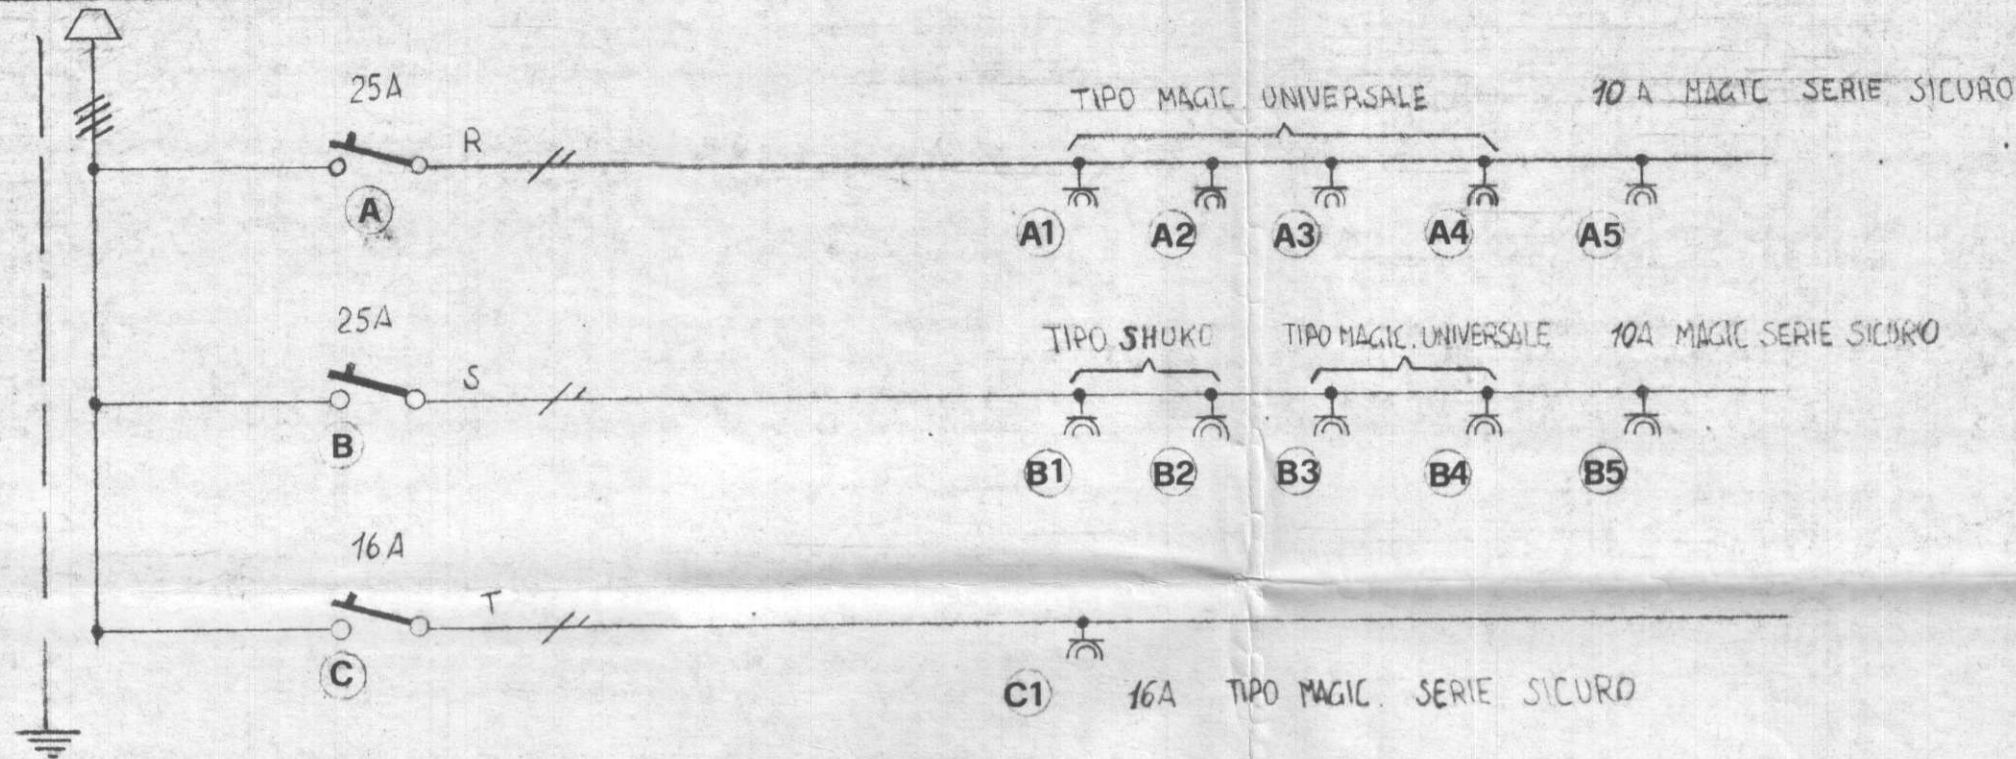 25A
TIPO MAGIC. UNIVERSALE
10 A MAGIC SERIE SICURO
R
A
A1
A2
A3
A4
A5
25A
TIPO SHUKO
TIPO MAGIC. UNIVERSALE
10A MAGIC SERIE SICURO
S
B
B1
B2
B3
B4
B5
16A
T
C
C1
16A TIPO MAGIC. SERIE SICURO